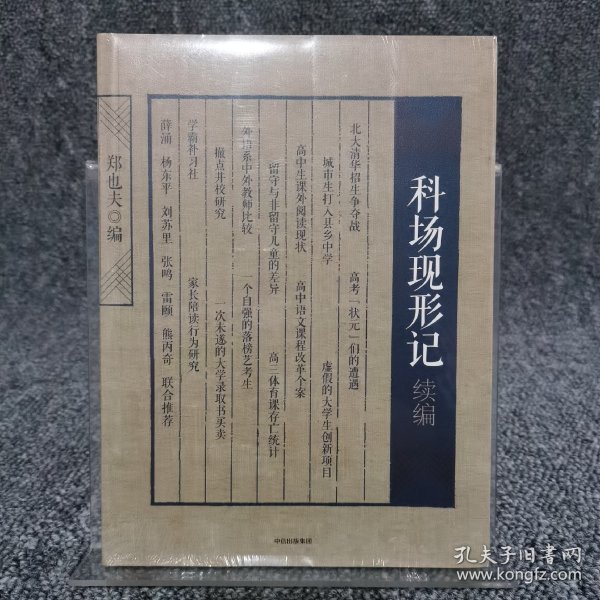 科场现形记 续编
北大清华招生争夺战 高考「状元」们的遭遇
城市生打入县乡中学 虚假的大学生创新项目
高中生课外阅读现状 高中语文课程改革个案
留守与非留守儿童的差异 高三体育课存亡统计
外语系中外教师比较 一个自强的落榜艺考生
撤点并校研究 一次未遂的大学录取书买卖
学霸补习社 家长陪读行为研究
薛涌 杨东平 刘苏里 张鸣 雷颐 熊丙奇 联合推荐
郑也夫◎编
中信出版集团
孔夫子旧书网
www.kongfz.com